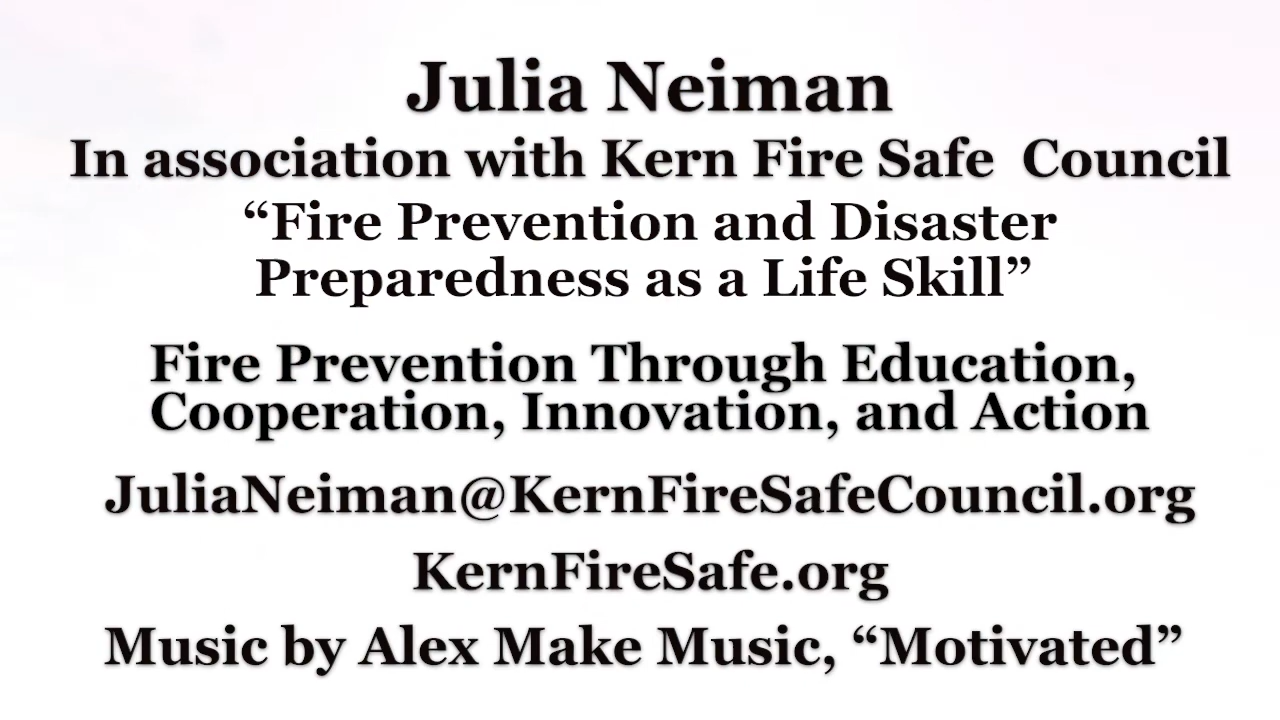 Julia Neiman
In association with Kern Fire Safe  Council
“Fire Prevention and Disaster
Preparedness as a Life Skill”
Fire Prevention Through Education,
Cooperation, Innovation, and Action
JuliaNeiman@KernFireSafeCouncil.org
KernFireSafe.org
Music by Alex Make Music, “Motivated”